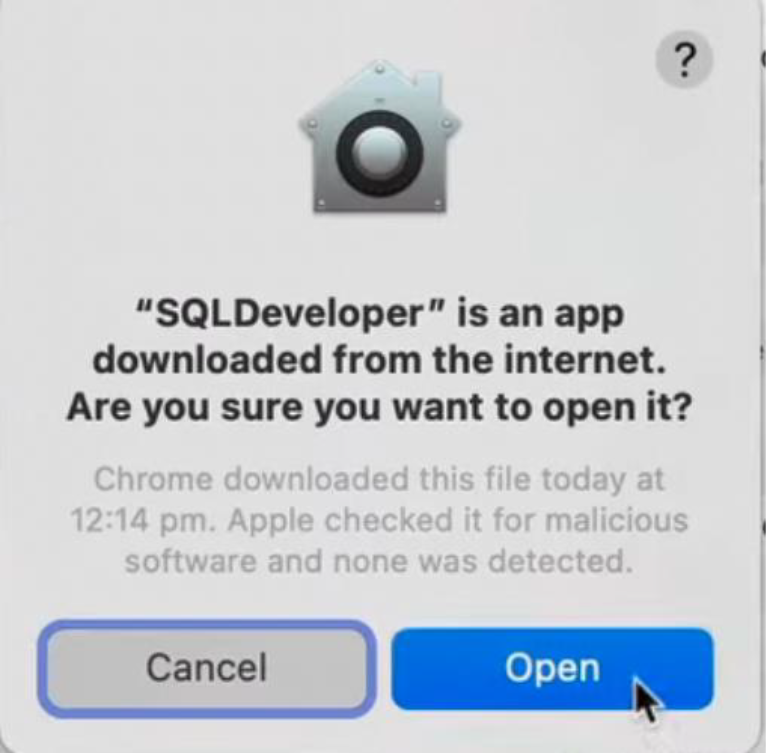 ?
“SQLDeveloper” is an app
downloaded from the internet.
Are you sure you want to open it?
Chrome downloaded this file today at
12:14 pm. Apple checked it for malicious
software and none was detected.
Cancel
Open